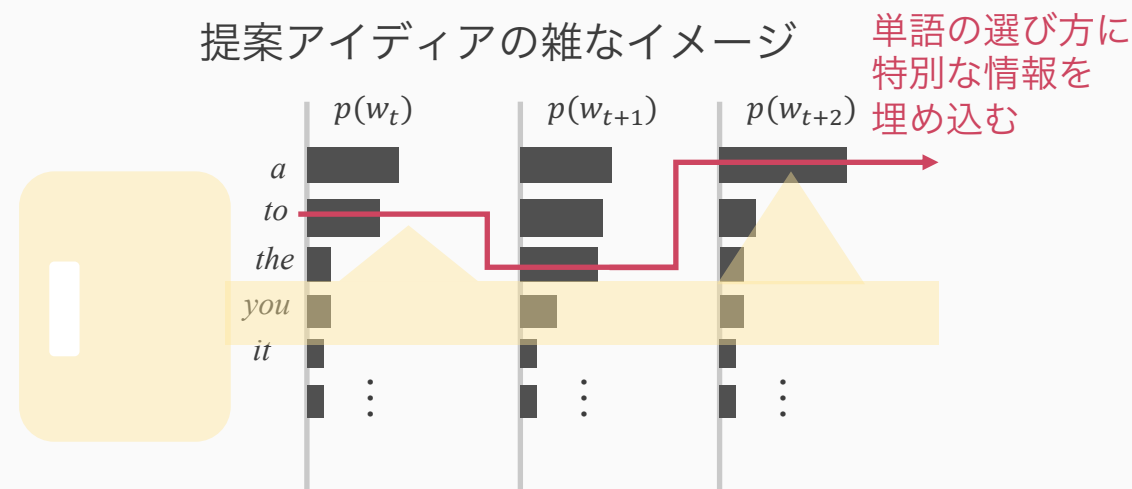 提案アイディアの雑なイメージ
単語の選び方に
特別な情報を
埋め込む
p(w_t)
p(w_{t+1})
p(w_{t+2})
a
to
the
you
it
⋮ ⋮ ⋮